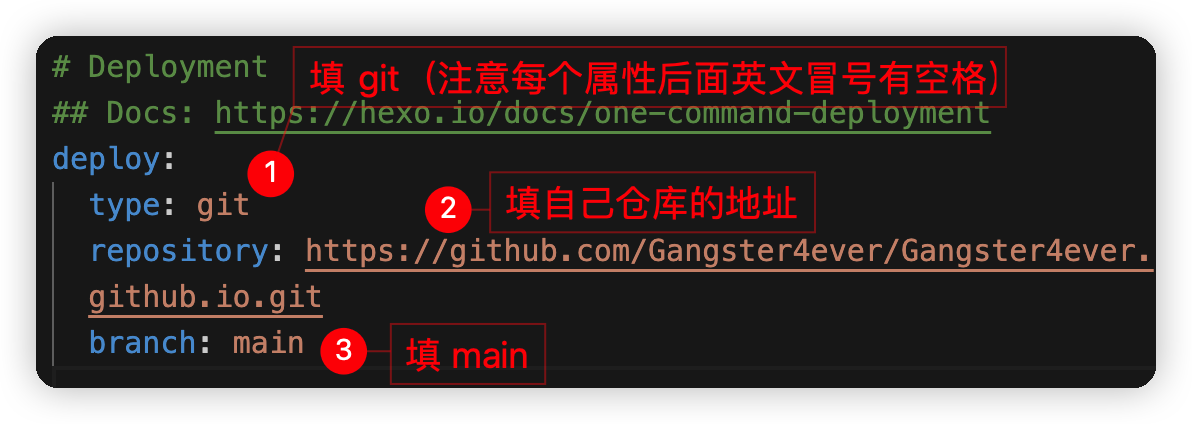 # Deployment
填 git（注意每个属性后面英文冒号有空格）
## Docs: https://hexo.io/docs/one-command-deployment
deploy:
1
type: git
2
填自己仓库的地址
repository: https://github.com/Gangster4ever/Gangster4ever.
github.io.git
branch: main
3
填 main